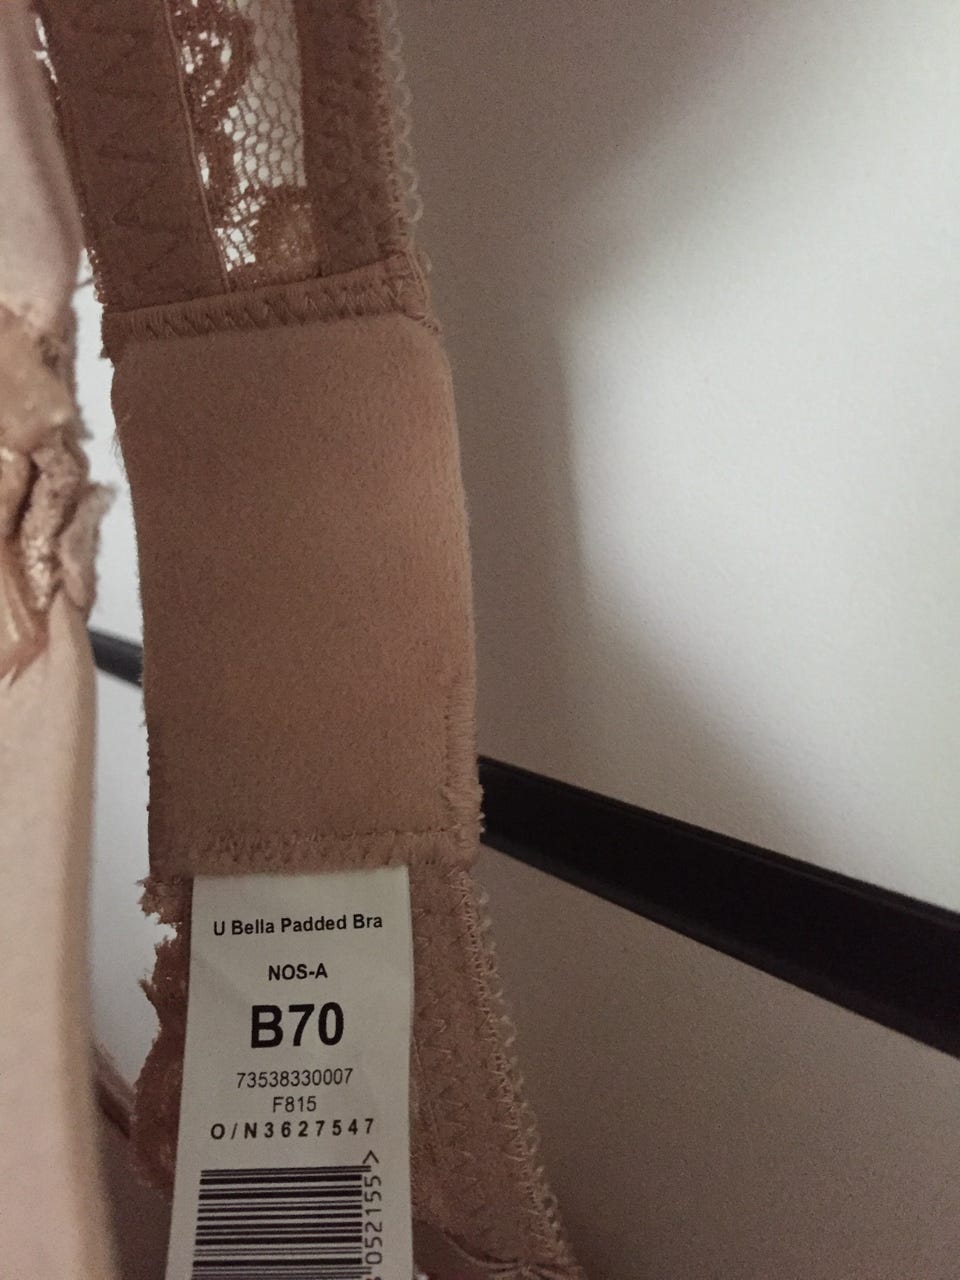 U Bella Padded Bra
NOS-A
B70
73538330007
F815
O/N3627547
052155>